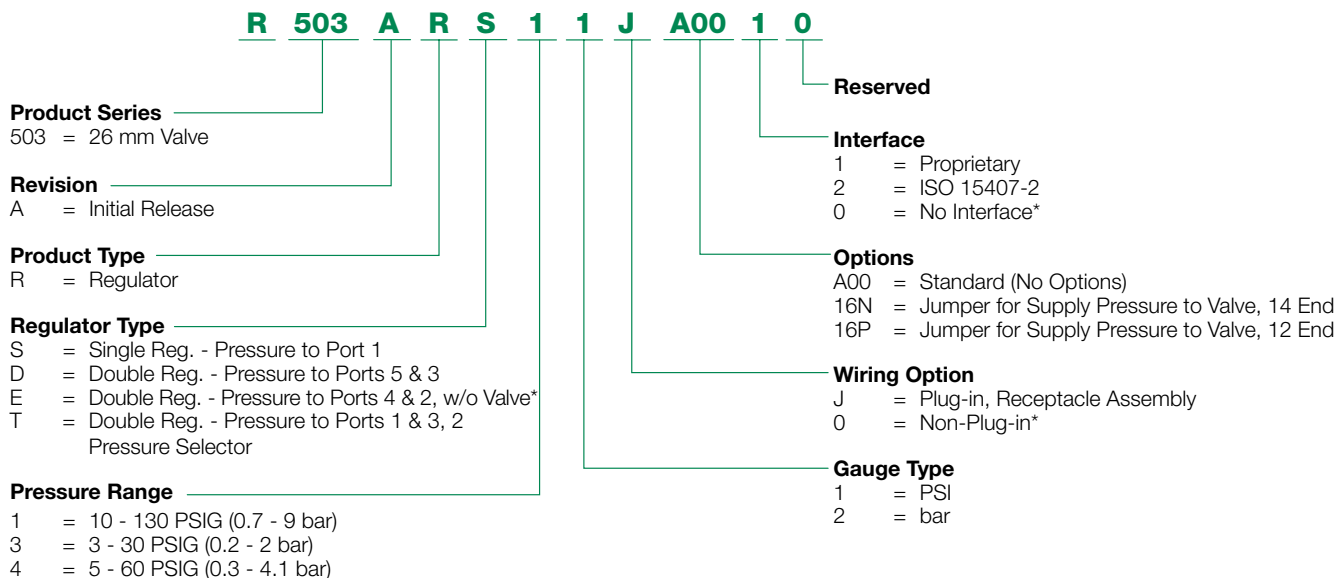 R 503 A R S 1 1 J A00 1 0
Product Series
503 = 26 mm Valve
Revision
A = Initial Release
Product Type
R = Regulator
Regulator Type
S = Single Reg. - Pressure to Port 1
D = Double Reg. - Pressure to Ports 5 & 3
E = Double Reg. - Pressure to Ports 4 & 2, w/o Valve*
T = Double Reg. - Pressure to Ports 1 & 3, 2
Pressure Selector
Pressure Range
1 = 10 - 130 PSIG (0.7 - 9 bar)
3 = 3 - 30 PSIG (0.2 - 2 bar)
4 = 5 - 60 PSIG (0.3 - 4.1 bar)
Reserved
Interface
1 = Proprietary
2 = ISO 15407-2
0 = No Interface*
Options
A00 = Standard (No Options)
16N = Jumper for Supply Pressure to Valve, 14 End
16P = Jumper for Supply Pressure to Valve, 12 End
Wiring Option
J = Plug-in, Receptacle Assembly
0 = Non-Plug-in*
Gauge Type
1 = PSI
2 = bar